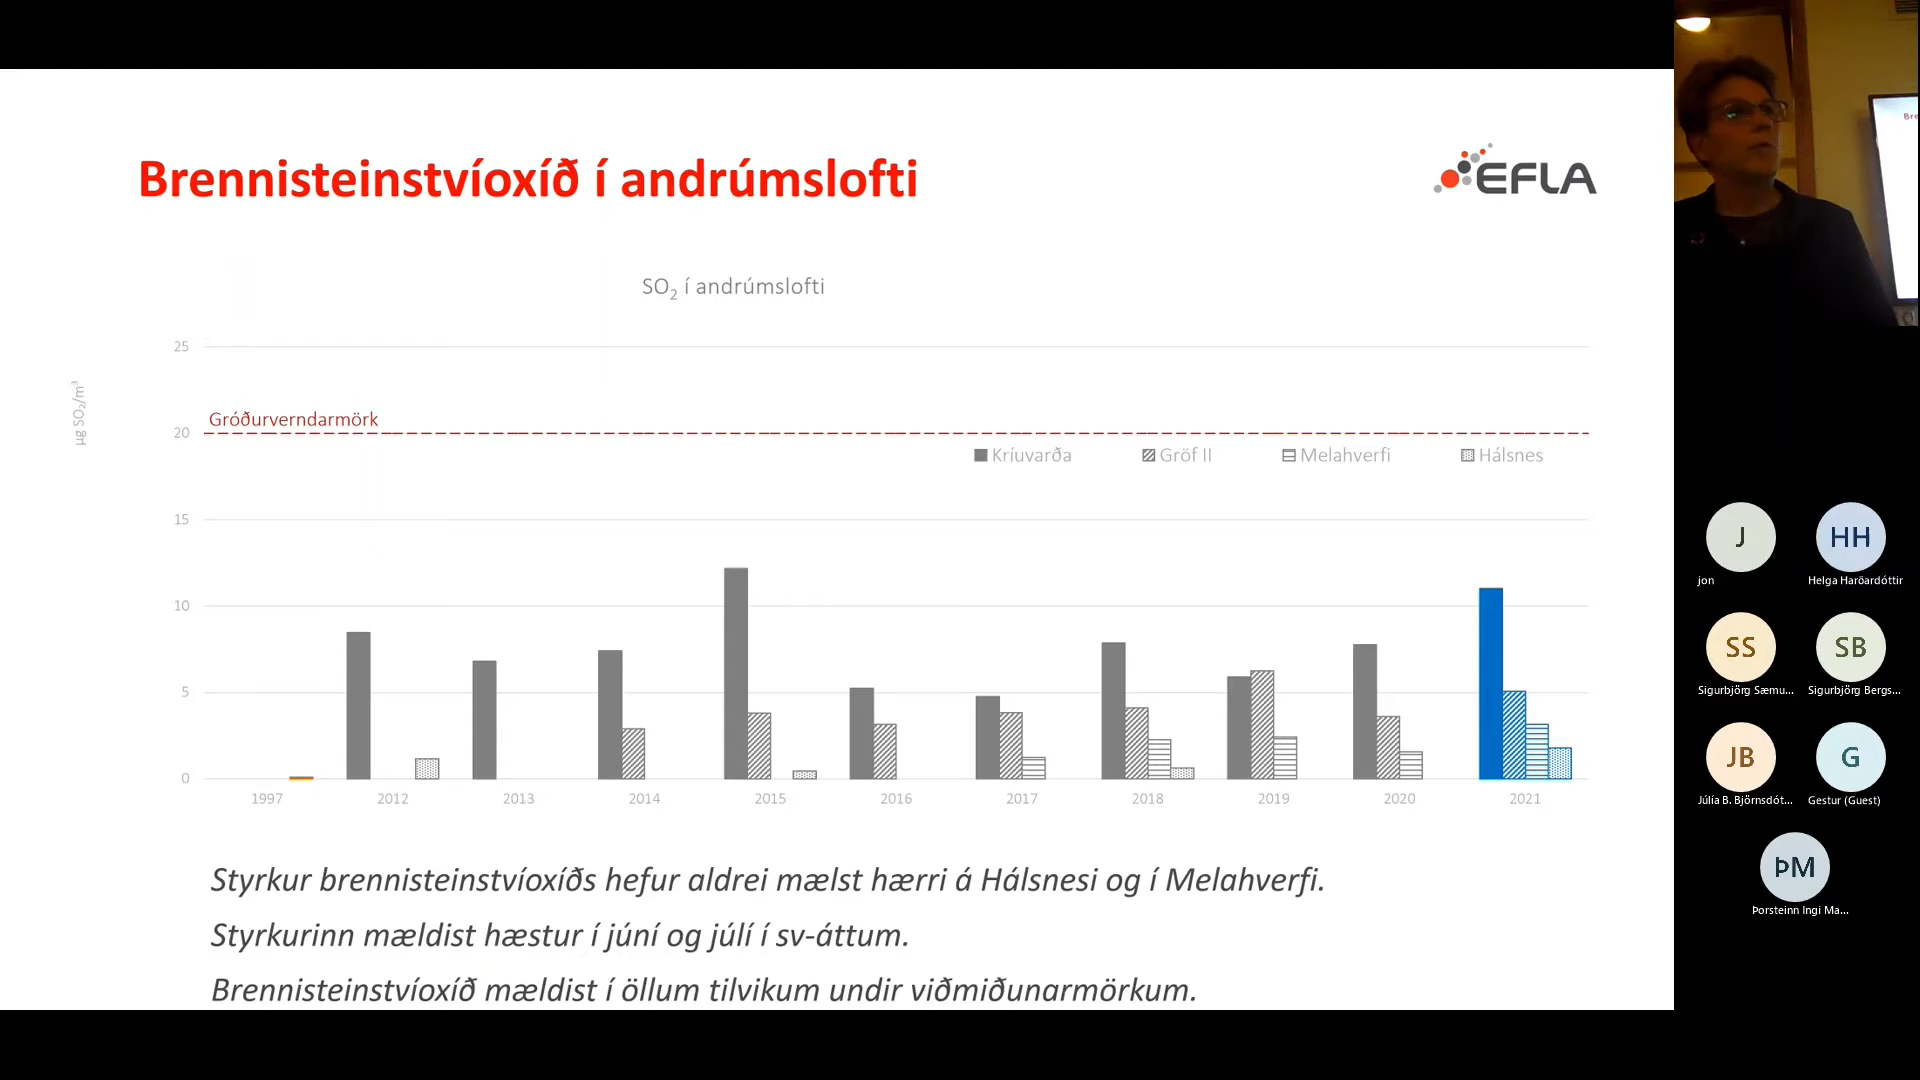 Brennisteinstvíoxíð í andrúmslofti
EFLA
SO₂ í andrúmslofti
µg SO₂/m³
25
Gróðurverndarmörk
20
Kríuvarða Gröf II Melahverfi Hálsnes
15
10
5
0
1997 2012 2013 2014 2015 2016 2017 2018 2019 2020 2021
Styrkur brennisteinstvíoxíðs hefur aldrei mælst hærri á Hálsnesi og í Melahverfi.
Styrkurinn mældist hæstur í júní og júlí í sv-áttum.
Brennisteinstvíoxíð mældist í öllum tilvikum undir viðmiðunarmörkum.
Bre
J HH
jon Helga Harðardóttir
SS SB
Sigurbjörg Sæmu... Sigurbjörg Bergs...
JB G
Júlía B. Björnsdót... Gestur (Guest)
ÞM
Þorsteinn Ingi Ma...